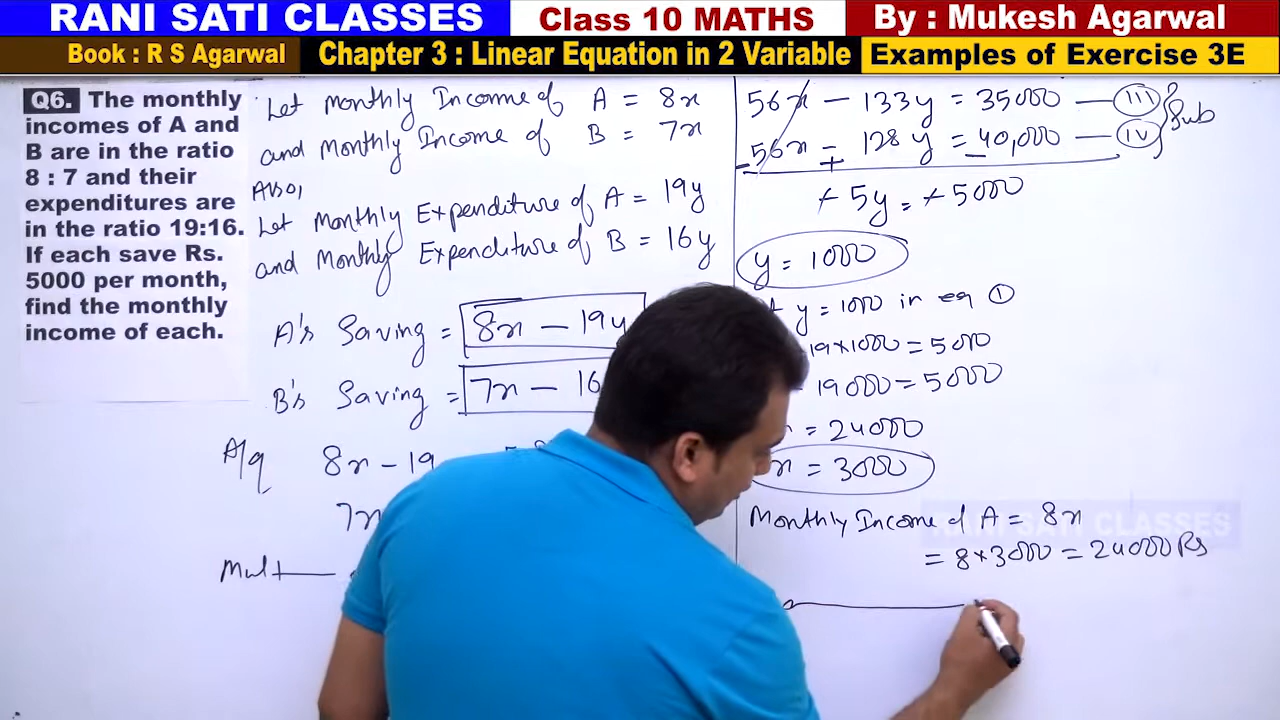 RANI SATI CLASSES
Class 10 MATHS
By : Mukesh Agarwal
Book : R S Agarwal
Chapter 3 : Linear Equation in 2 Variable
Examples of Exercise 3E
Q6. The monthly
incomes of A and
B are in the ratio
8 : 7 and their
expenditures are
in the ratio 19:16.
If each save Rs.
5000 per month,
find the monthly
income of each.
Let Monthly Income of A = 8x
and Monthly Income of B = 7x
Also,
Let Monthly Expenditure of A = 19y
and Monthly Expenditure of B = 16y
A's Saving = 8x - 19y
B's Saving = 7x - 16
A/q 8x - 19
7x
Mult
56x - 133y = 35000 — (III)
- 56x - + 128y = - 40,000 — (IV) } Sub
+ 5y = + 5000
y = 1000
y = 1000 in eq (1)
19×1000 = 5000
19000 = 5000
= 24000
x = 3000
Monthly Income of A = 8x
= 8×3000 = 24000 Rs
RANI SATI CLASSES